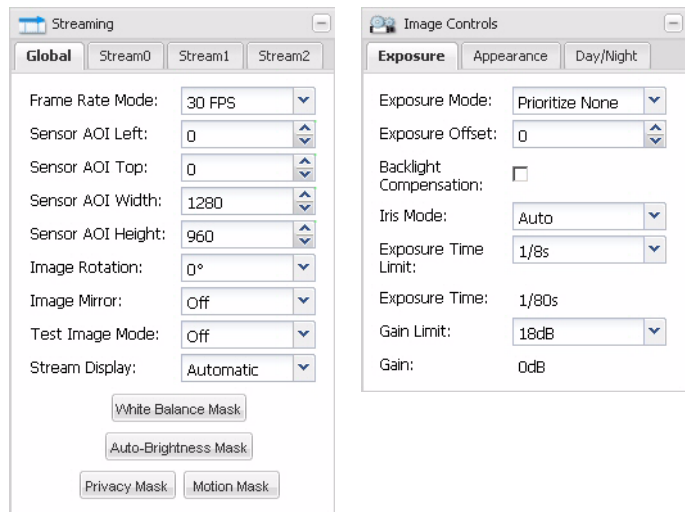 Streaming
Global Stream0 Stream1 Stream2
Frame Rate Mode: 30 FPS
Sensor AOI Left: 0
Sensor AOI Top: 0
Sensor AOI Width: 1280
Sensor AOI Height: 960
Image Rotation: 0°
Image Mirror: Off
Test Image Mode: Off
Stream Display: Automatic
White Balance Mask
Auto-Brightness Mask
Privacy Mask Motion Mask
Image Controls
Exposure Appearance Day/Night
Exposure Mode: Prioritize None
Exposure Offset: 0
Backlight
Compensation:
Iris Mode: Auto
Exposure Time
Limit: 1/8s
Exposure Time: 1/80s
Gain Limit: 18dB
Gain: 0dB